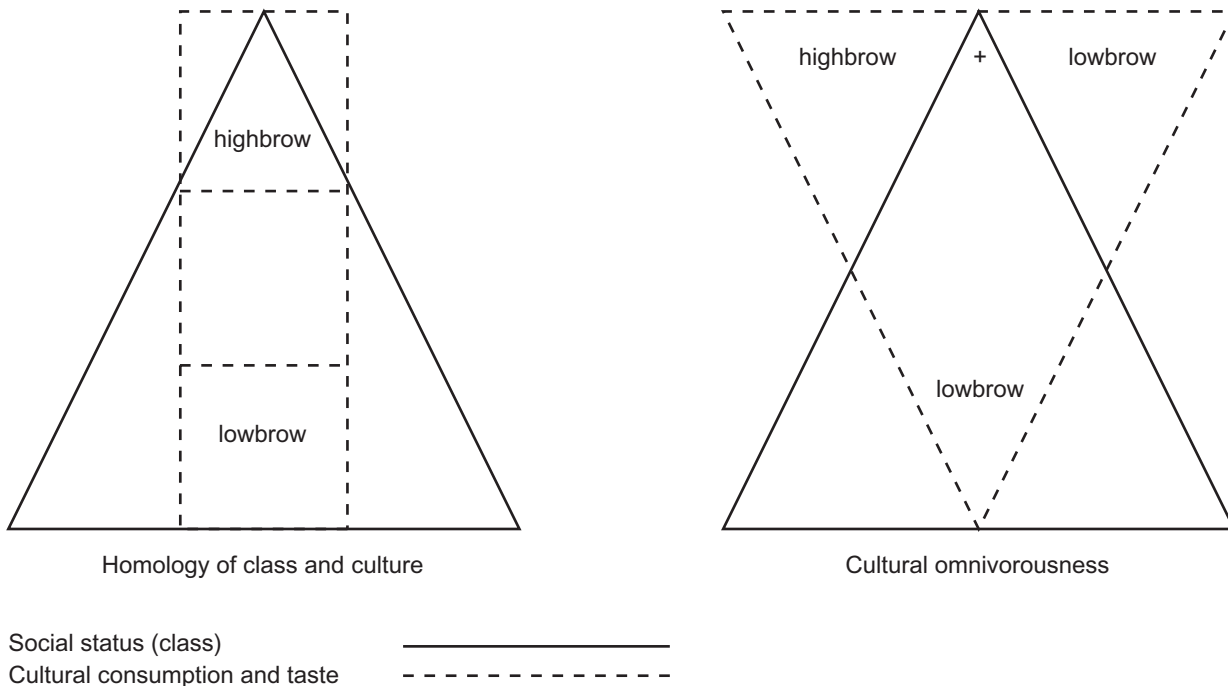 highbrow
lowbrow
Homology of class and culture
highbrow + lowbrow
lowbrow
Cultural omnivorousness
Social status (class)
Cultural consumption and taste